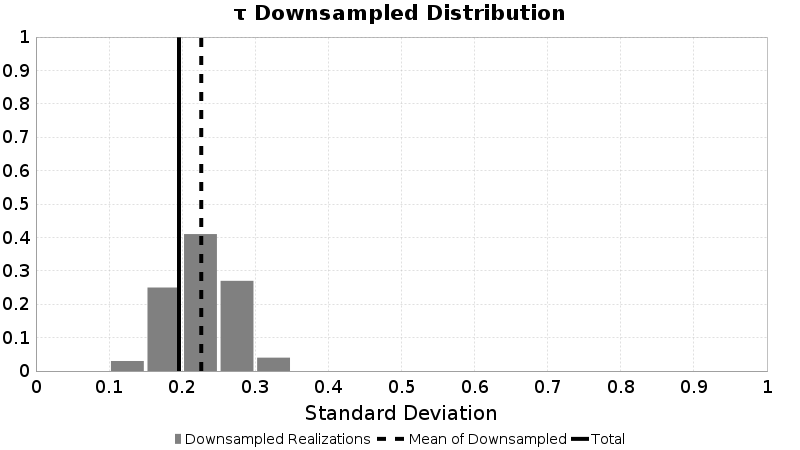 τ Downsampled Distribution
1
0.9
0.8
0.7
0.6
0.5
0.4
0.3
0.2
0.1
0
0 0.1 0.2 0.3 0.4 0.5 0.6 0.7 0.8 0.9 1
Standard Deviation
Downsampled Realizations Mean of Downsampled Total